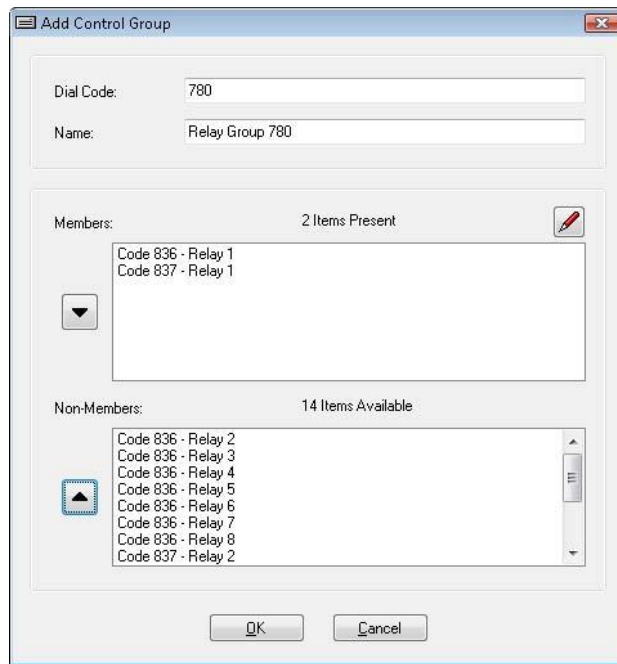 Add Control Group
Dial Code: 780
Name: Relay Group 780
Members: 2 Items Present
Code 836 - Relay 1
Code 837 - Relay 1
Non-Members: 14 Items Available
Code 836 - Relay 2
Code 836 - Relay 3
Code 836 - Relay 4
Code 836 - Relay 5
Code 836 - Relay 6
Code 836 - Relay 7
Code 836 - Relay 8
Code 837 - Relay 2
OK Cancel